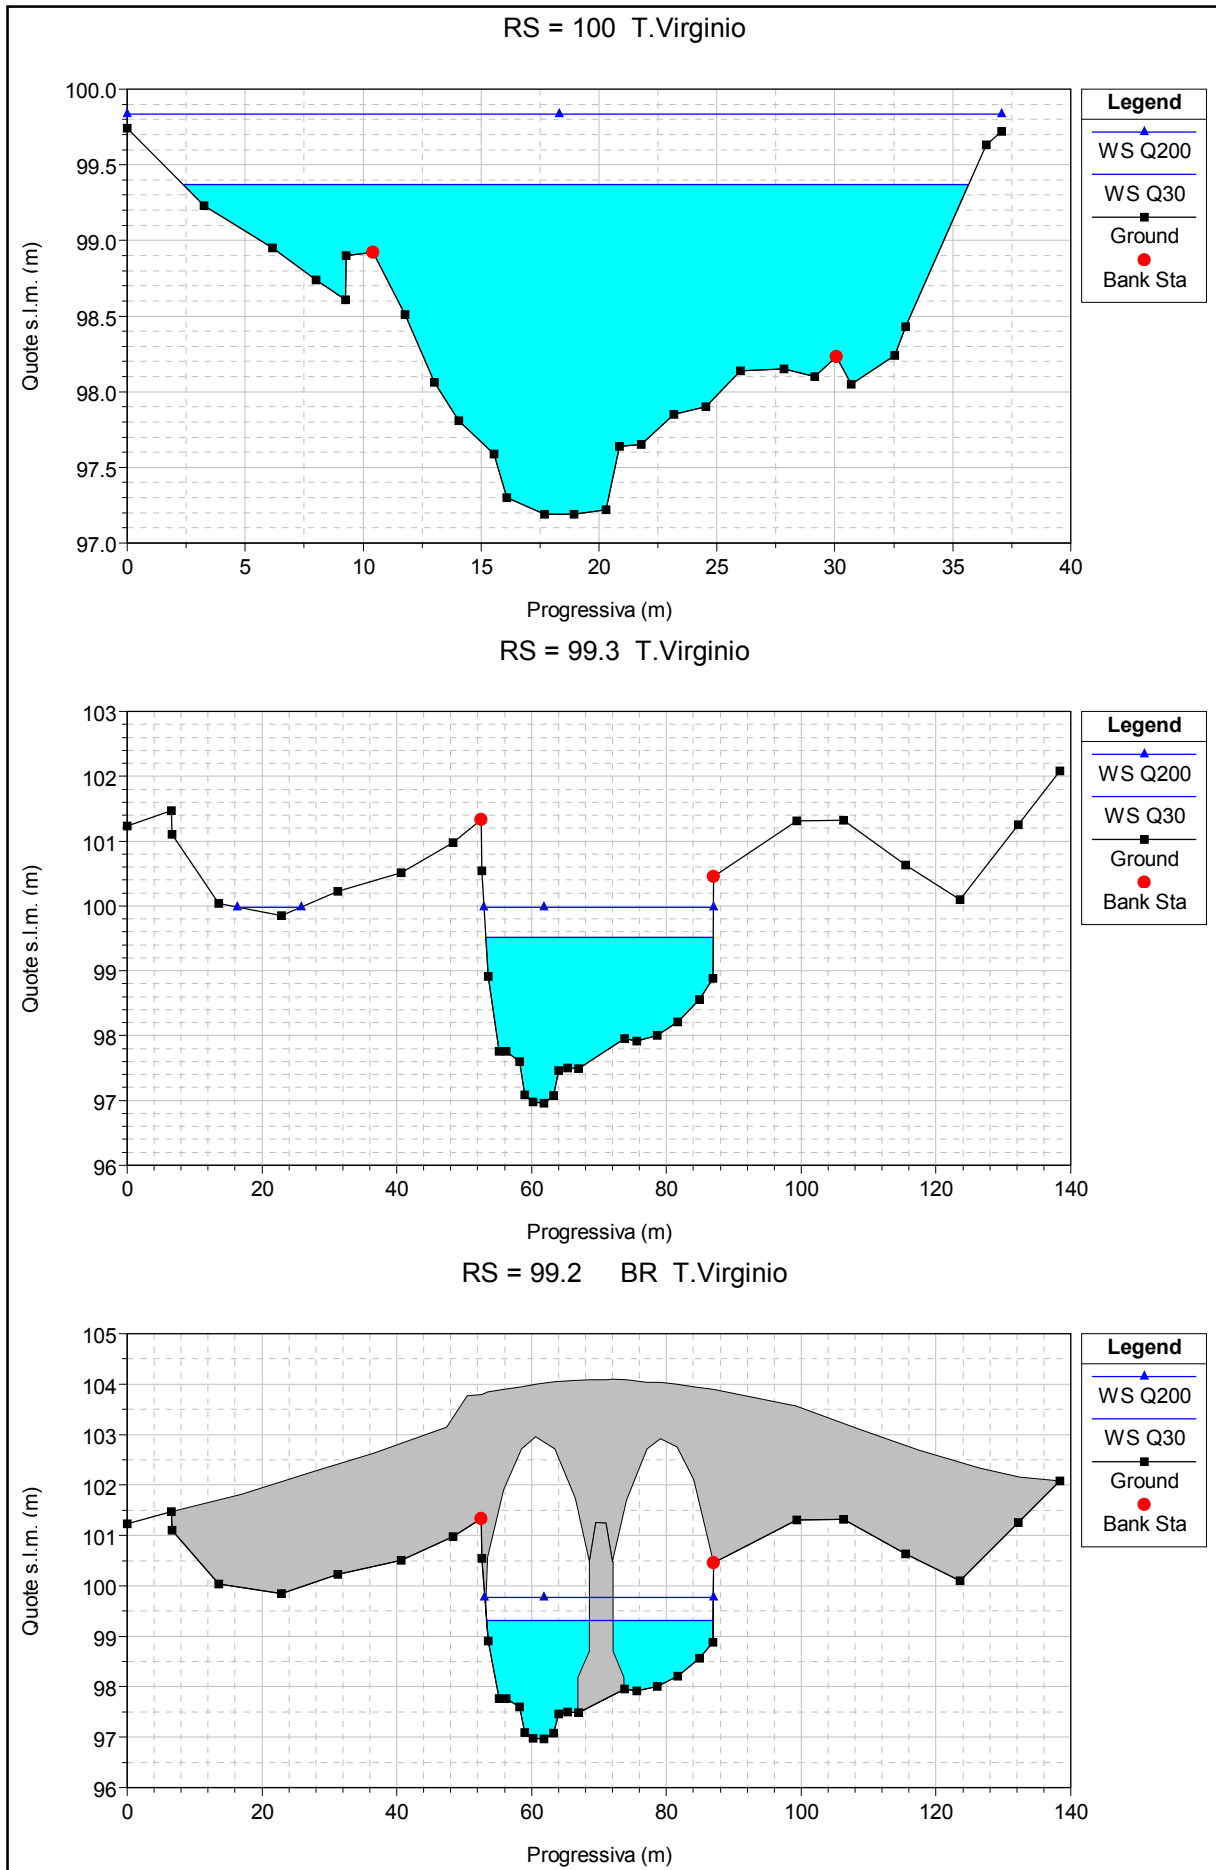 RS = 100 T.Virginio
100.0
99.5
99.0
98.5
98.0
97.5
97.0
Quote s.l.m. (m)
0 5 10 15 20 25 30 35 40
Progressiva (m)
Legend
WS Q200
WS Q30
Ground
Bank Sta
RS = 99.3 T.Virginio
103
102
101
100
99
98
97
96
Quote s.l.m. (m)
0 20 40 60 80 100 120 140
Progressiva (m)
Legend
WS Q200
WS Q30
Ground
Bank Sta
RS = 99.2 BR T.Virginio
105
104
103
102
101
100
99
98
97
96
Quote s.l.m. (m)
0 20 40 60 80 100 120 140
Progressiva (m)
Legend
WS Q200
WS Q30
Ground
Bank Sta